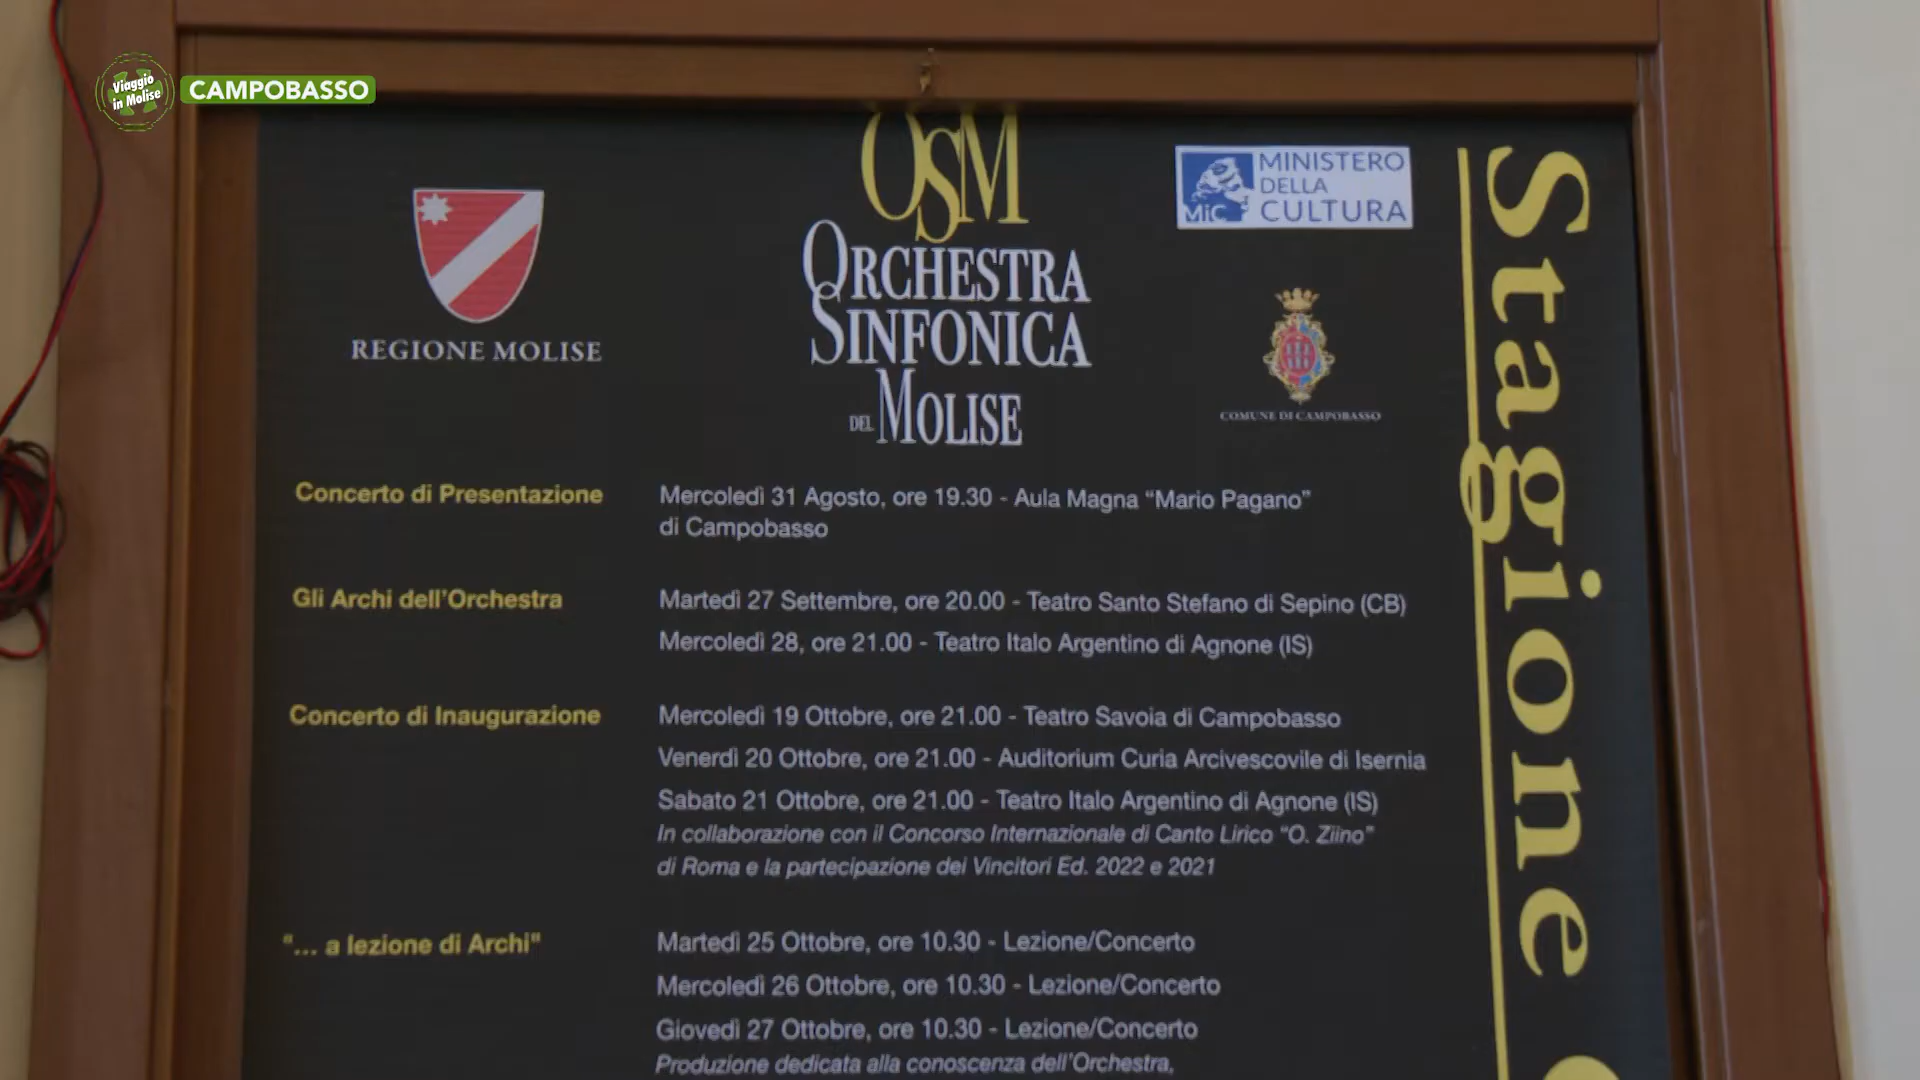 Viaggio
in Molise
CAMPOBASSO
OSM
ORCHESTRA
SINFONICA
DEL MOLISE
REGIONE MOLISE
MiC
MINISTERO
DELLA
CULTURA
COMUNE DI CAMPOBASSO
Stagione
Concerto di Presentazione
Mercoledì 31 Agosto, ore 19.30 - Aula Magna “Mario Pagano”
di Campobasso
Gli Archi dell’Orchestra
Martedì 27 Settembre, ore 20.00 - Teatro Santo Stefano di Sepino (CB)
Mercoledì 28, ore 21.00 - Teatro Italo Argentino di Agnone (IS)
Concerto di Inaugurazione
Mercoledì 19 Ottobre, ore 21.00 - Teatro Savoia di Campobasso
Venerdì 20 Ottobre, ore 21.00 - Auditorium Curia Arcivescovile di Isernia
Sabato 21 Ottobre, ore 21.00 - Teatro Italo Argentino di Agnone (IS)
In collaborazione con il Concorso Internazionale di Canto Lirico “O. Ziino”
di Roma e la partecipazione dei Vincitori Ed. 2022 e 2021
"... a lezione di Archi"
Martedì 25 Ottobre, ore 10.30 - Lezione/Concerto
Mercoledì 26 Ottobre, ore 10.30 - Lezione/Concerto
Giovedì 27 Ottobre, ore 10.30 - Lezione/Concerto
Produzione dedicata alla conoscenza dell’Orchestra,